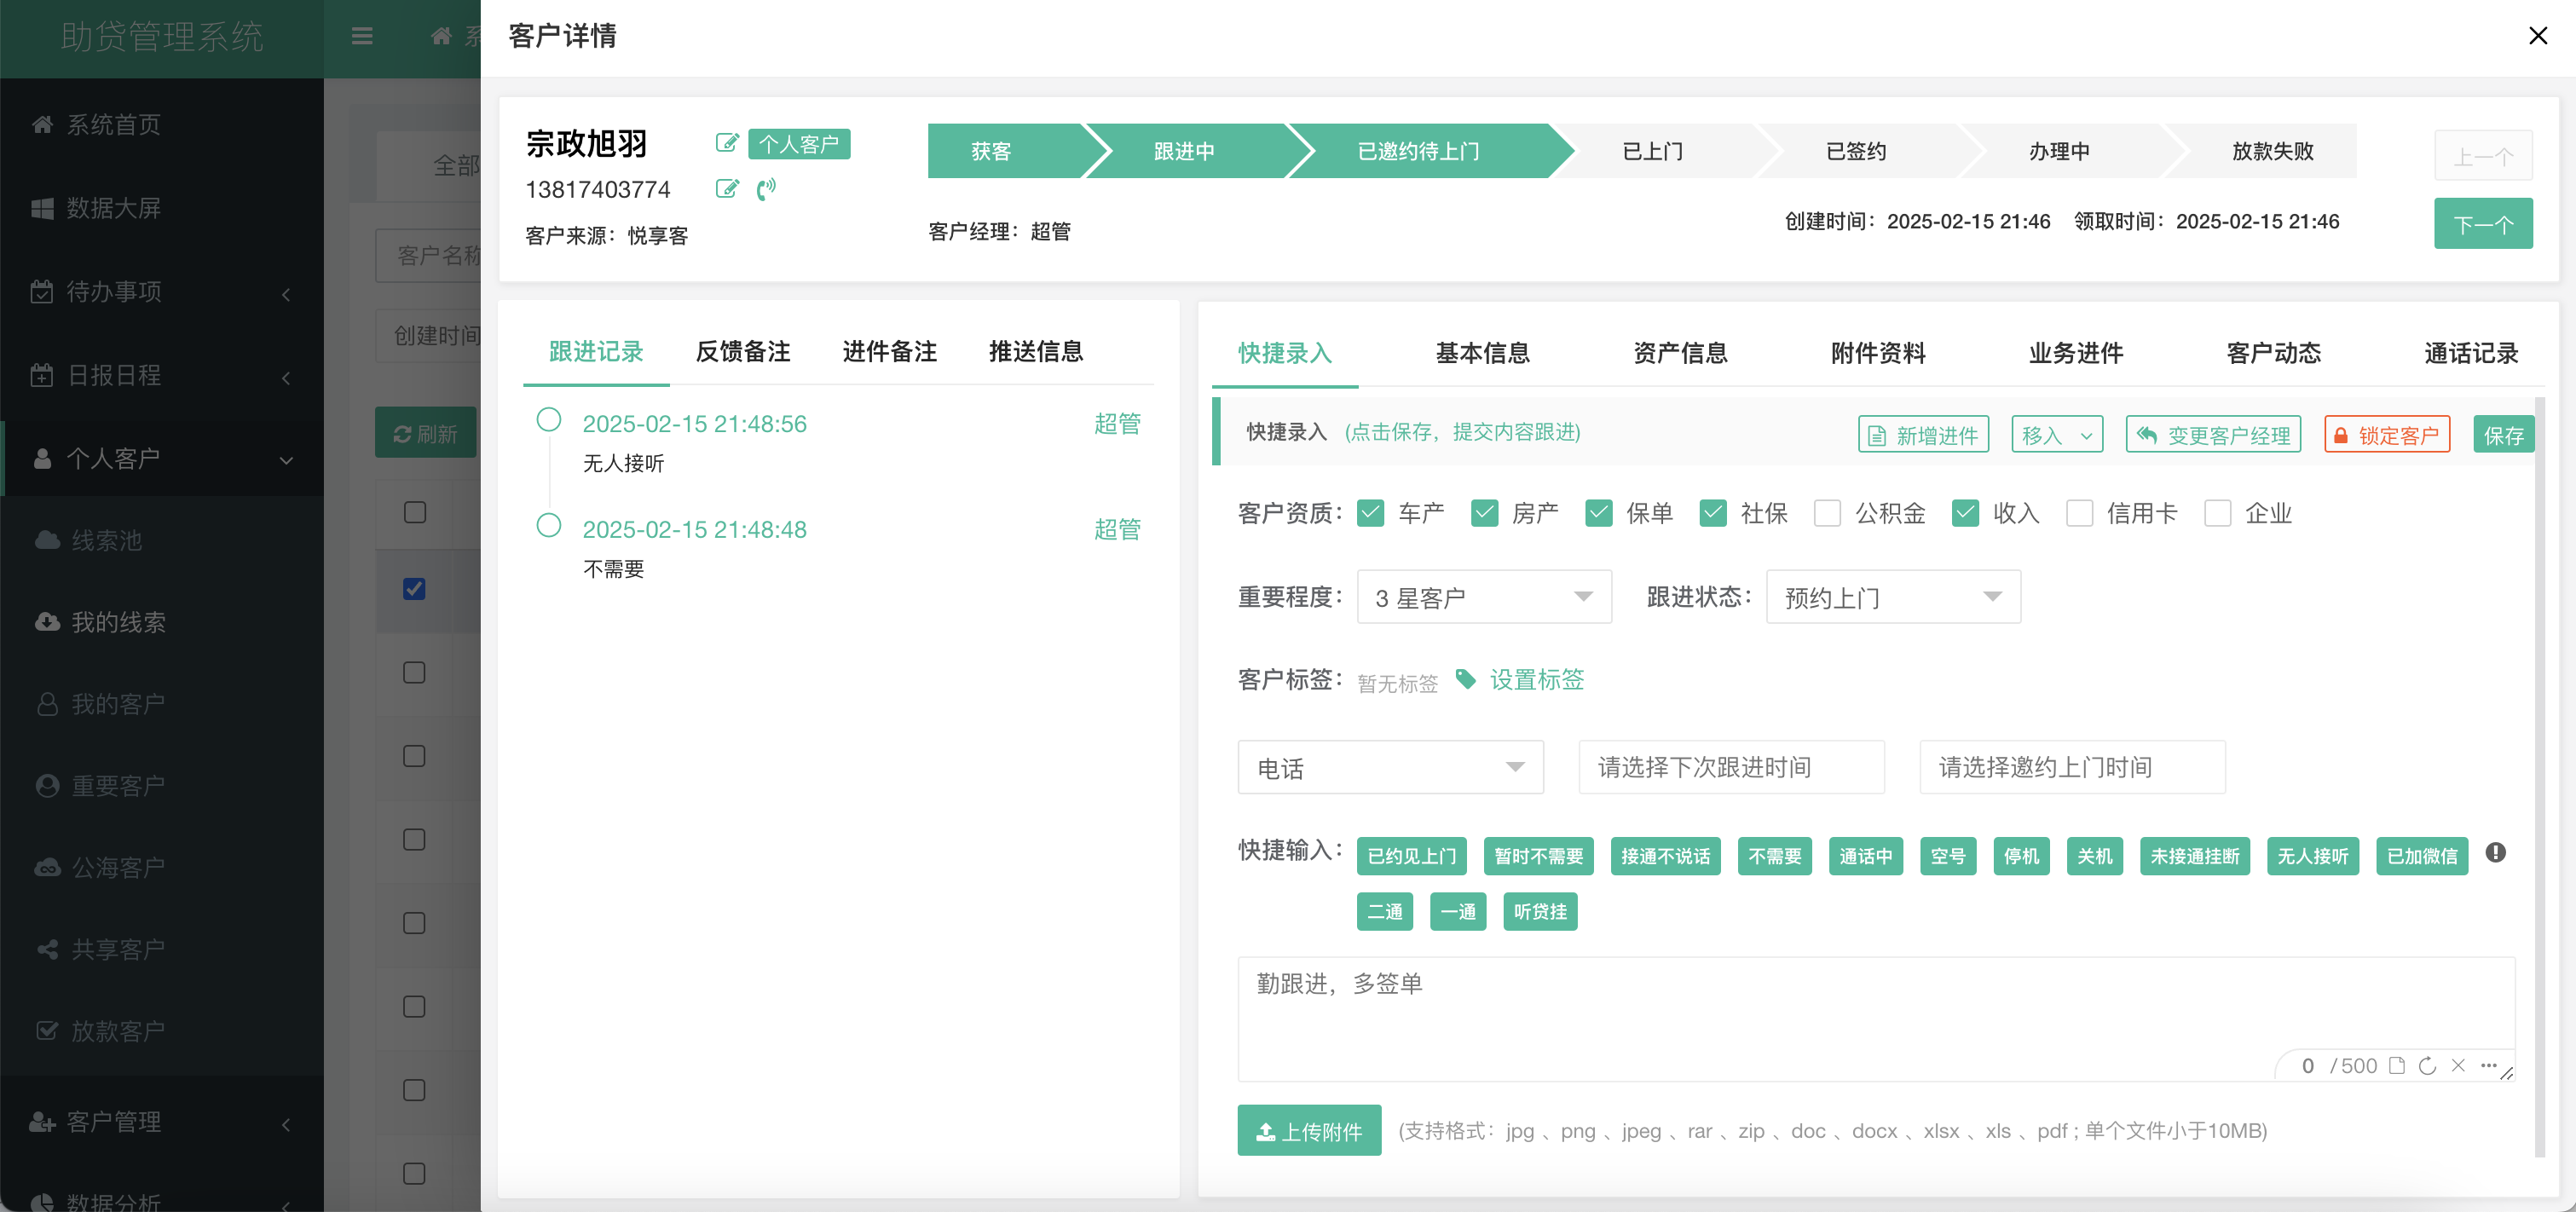 助贷管理系统
系
客户详情
系统首页
数据大屏
待办事项
日报日程
个人客户
线索池
我的线索
我的客户
重要客户
公海客户
共享客户
放款客户
客户管理
数据分析
全部
客户名称
创建时间
刷新
宗政旭羽
个人客户
13817403774
客户来源：悦享客
获客
跟进中
已邀约待上门
已上门
已签约
办理中
放款失败
客户经理：超管
创建时间：2025-02-15 21:46 领取时间：2025-02-15 21:46
上一个
下一个
跟进记录 反馈备注 进件备注 推送信息
2025-02-15 21:48:56 超管
无人接听
2025-02-15 21:48:48 超管
不需要
快捷录入 基本信息 资产信息 附件资料 业务进件 客户动态 通话记录
快捷录入 (点击保存，提交内容跟进) 新增进件 移入 变更客户经理 锁定客户 保存
客户资质： 车产 房产 保单 社保 公积金 收入 信用卡 企业
重要程度： 3 星客户 跟进状态： 预约上门
客户标签： 暂无标签 设置标签
电话 请选择下次跟进时间 请选择邀约上门时间
快捷输入： 已约见上门 暂时不需要 接通不说话 不需要 通话中 空号 停机 关机 未接通挂断 无人接听 已加微信
二通 一通 听贷挂
勤跟进，多签单
0 /500
上传附件 (支持格式：jpg 、png 、jpeg 、rar 、zip 、doc 、docx 、xlsx 、xls 、pdf ; 单个文件小于10MB)